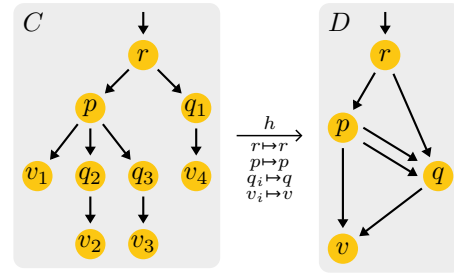 C
r
p q₁
v₁ q₂ q₃ v₄
v₂ v₃
h
r↦r
p↦p
qᵢ↦q
vᵢ↦v
D
r
p
q
v